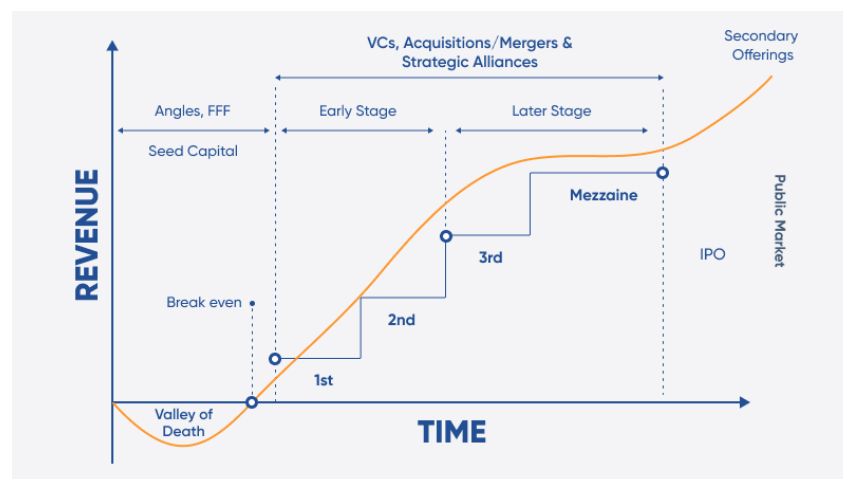 VCs, Acquisitions/Mergers &
Strategic Alliances
Secondary
Offerings
Angles, FFF
Early Stage
Later Stage
Seed Capital
REVENUE
Mezzaine
Public Market
3rd
IPO
Break even
2nd
1st
Valley of
Death
TIME